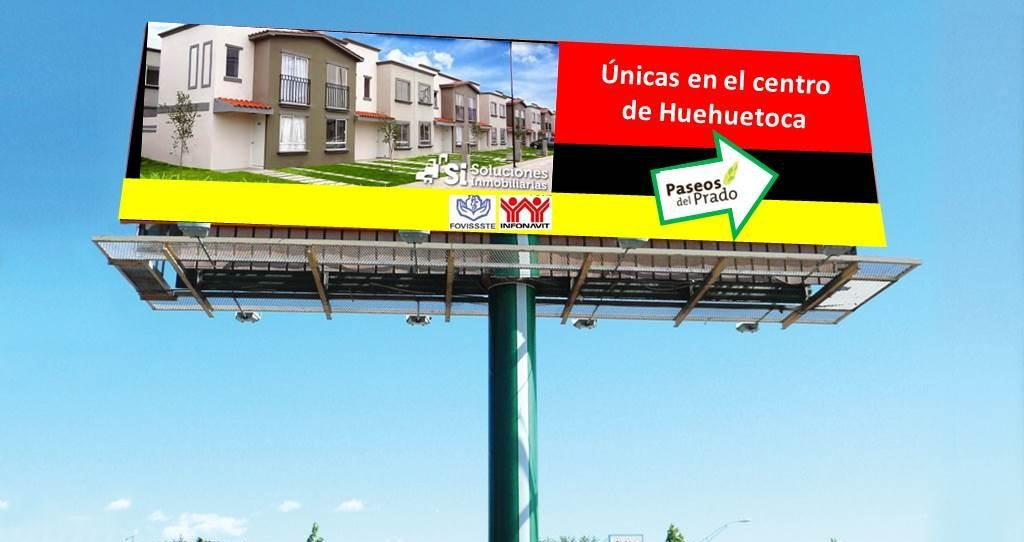 Únicas en el centro
de Huehuetoca
Paseos
del Prado
Si Soluciones
Inmobiliarias
FOVISSSTE
INFONAVIT